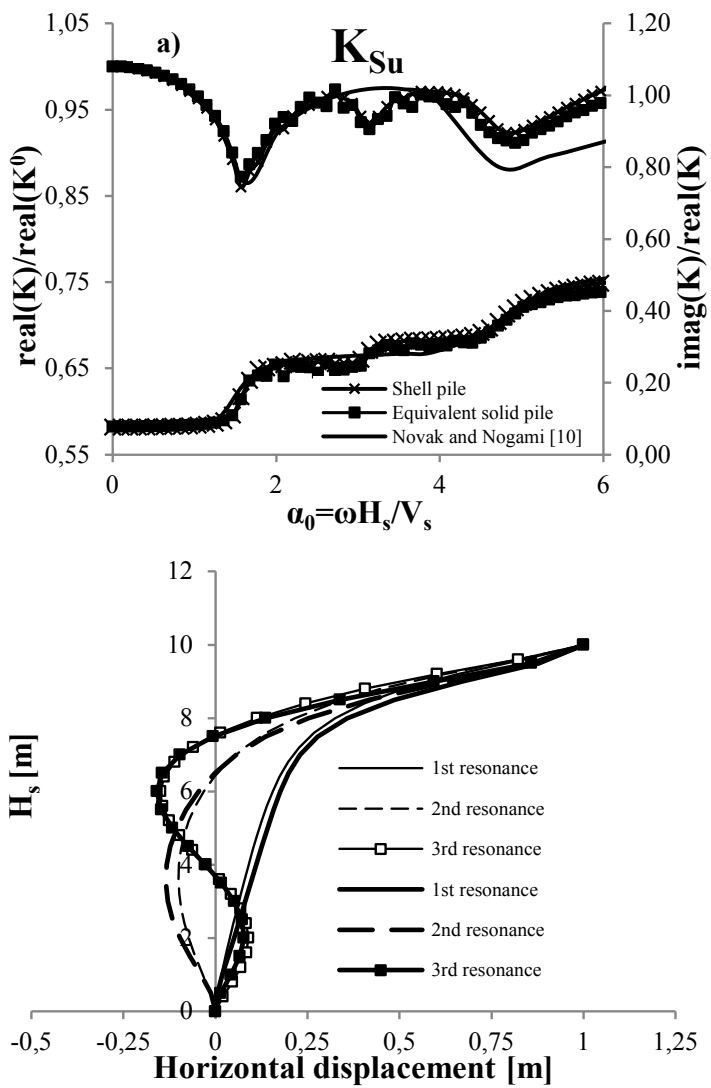 a)
K_Su
1,05
0,95
0,85
0,75
0,65
0,55
real(K)/real(K⁰)
1,20
1,00
0,80
0,60
0,40
0,20
0,00
imag(K)/real(K)
Shell pile
Equivalent solid pile
Novak and Nogami [10]
0 2 4 6
α₀=ωHₛ/Vₛ
12
10
8
6
4
2
0
Hₛ [m]
1st resonance
2nd resonance
3rd resonance
1st resonance
2nd resonance
3rd resonance
-0,5 -0,25 0 0,25 0,5 0,75 1 1,25
Horizontal displacement [m]